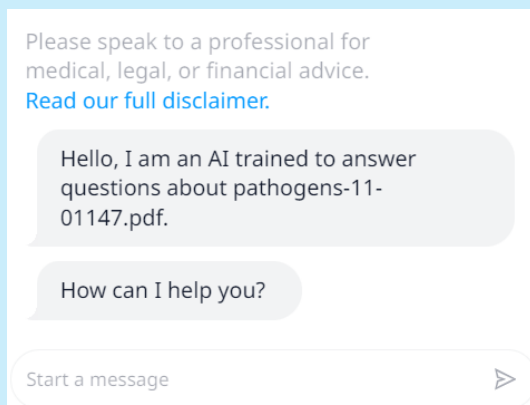 Please speak to a professional for
medical, legal, or financial advice.
Read our full disclaimer.
Hello, I am an AI trained to answer
questions about pathogens-11-
01147.pdf.
How can I help you?
Start a message